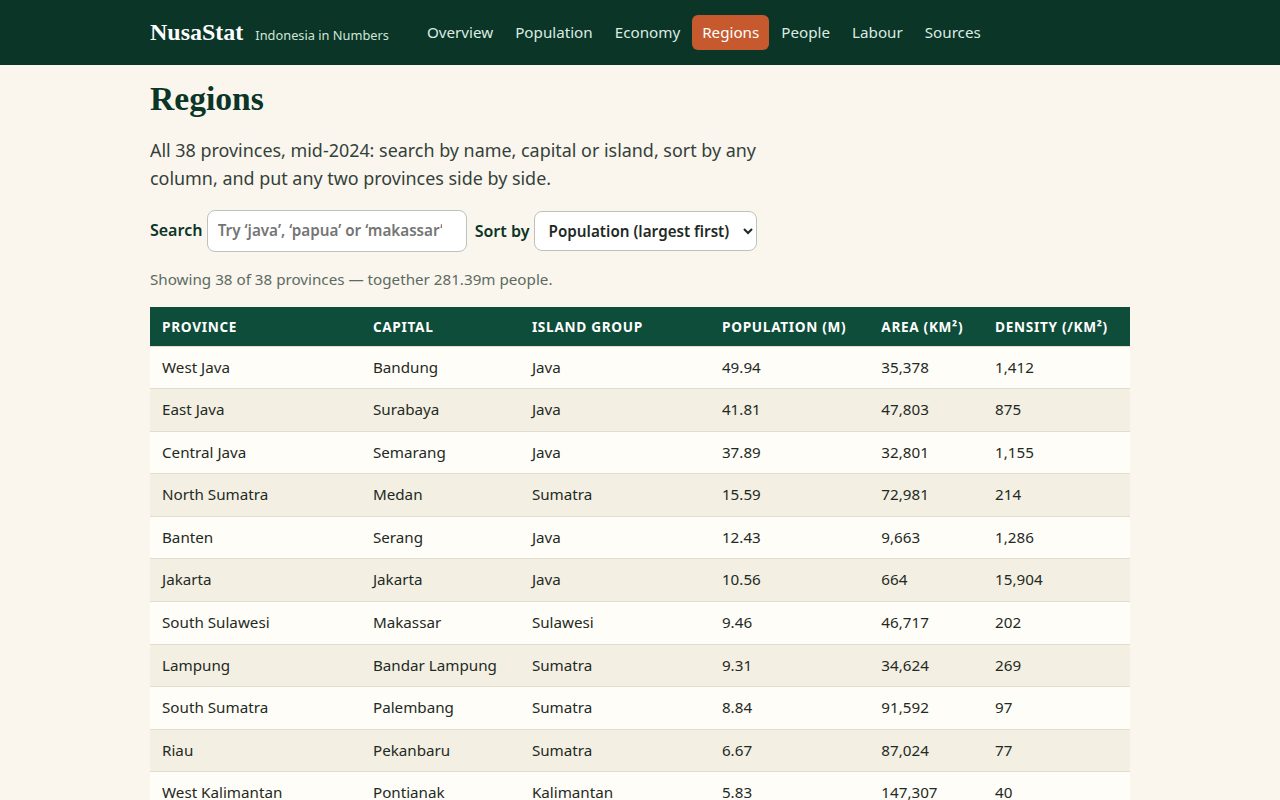 NusaStat Indonesia in Numbers Overview Population Economy Regions People Labour Sources
Regions
All 38 provinces, mid-2024: search by name, capital or island, sort by any
column, and put any two provinces side by side.
Search Try ‘java’, ‘papua’ or ‘makassar’ Sort by Population (largest first)
Showing 38 of 38 provinces — together 281.39m people.
PROVINCE CAPITAL ISLAND GROUP POPULATION (M) AREA (KM²) DENSITY (/KM²)
West Java Bandung Java 49.94 35,378 1,412
East Java Surabaya Java 41.81 47,803 875
Central Java Semarang Java 37.89 32,801 1,155
North Sumatra Medan Sumatra 15.59 72,981 214
Banten Serang Java 12.43 9,663 1,286
Jakarta Jakarta Java 10.56 664 15,904
South Sulawesi Makassar Sulawesi 9.46 46,717 202
Lampung Bandar Lampung Sumatra 9.31 34,624 269
South Sumatra Palembang Sumatra 8.84 91,592 97
Riau Pekanbaru Sumatra 6.67 87,024 77
West Kalimantan Pontianak Kalimantan 5.83 147,307 40